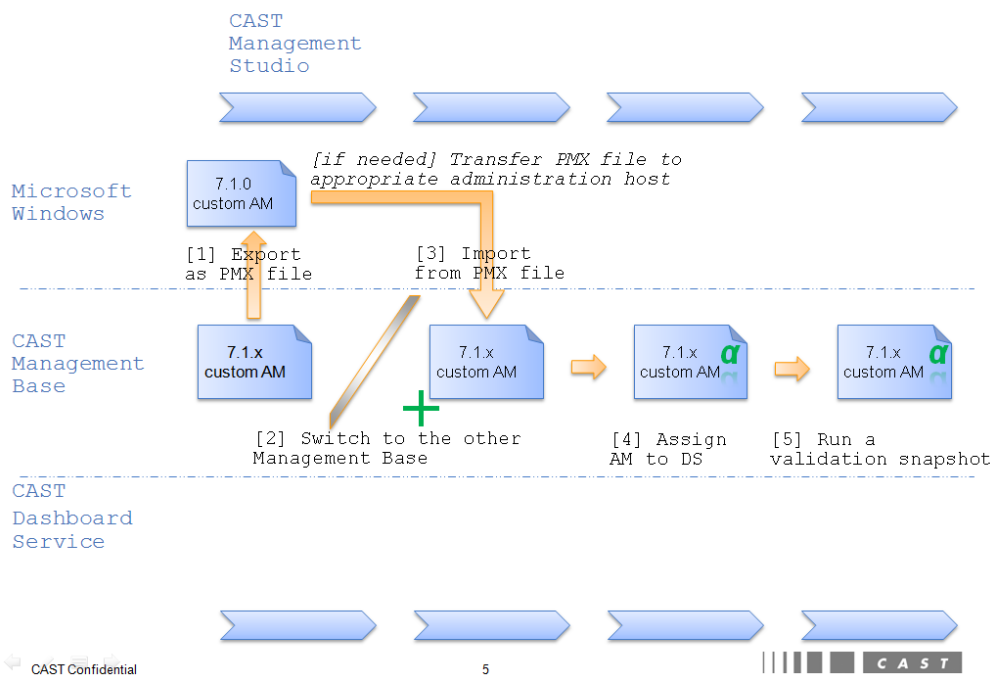 CAST
Management
Studio
[if needed] Transfer PMX file to
appropriate administration host
Microsoft
Windows
7.1.0
custom AM
[1] Export
as PMX file
[3] Import
from PMX file
CAST
Management
Base
7.1.x
custom AM
7.1.x
custom AM
7.1.x
custom AM
α
7.1.x
custom AM
α
[2] Switch to the other
Management Base
[4] Assign
AM to DS
[5] Run a
validation snapshot
CAST
Dashboard
Service
CAST Confidential
5
CAST